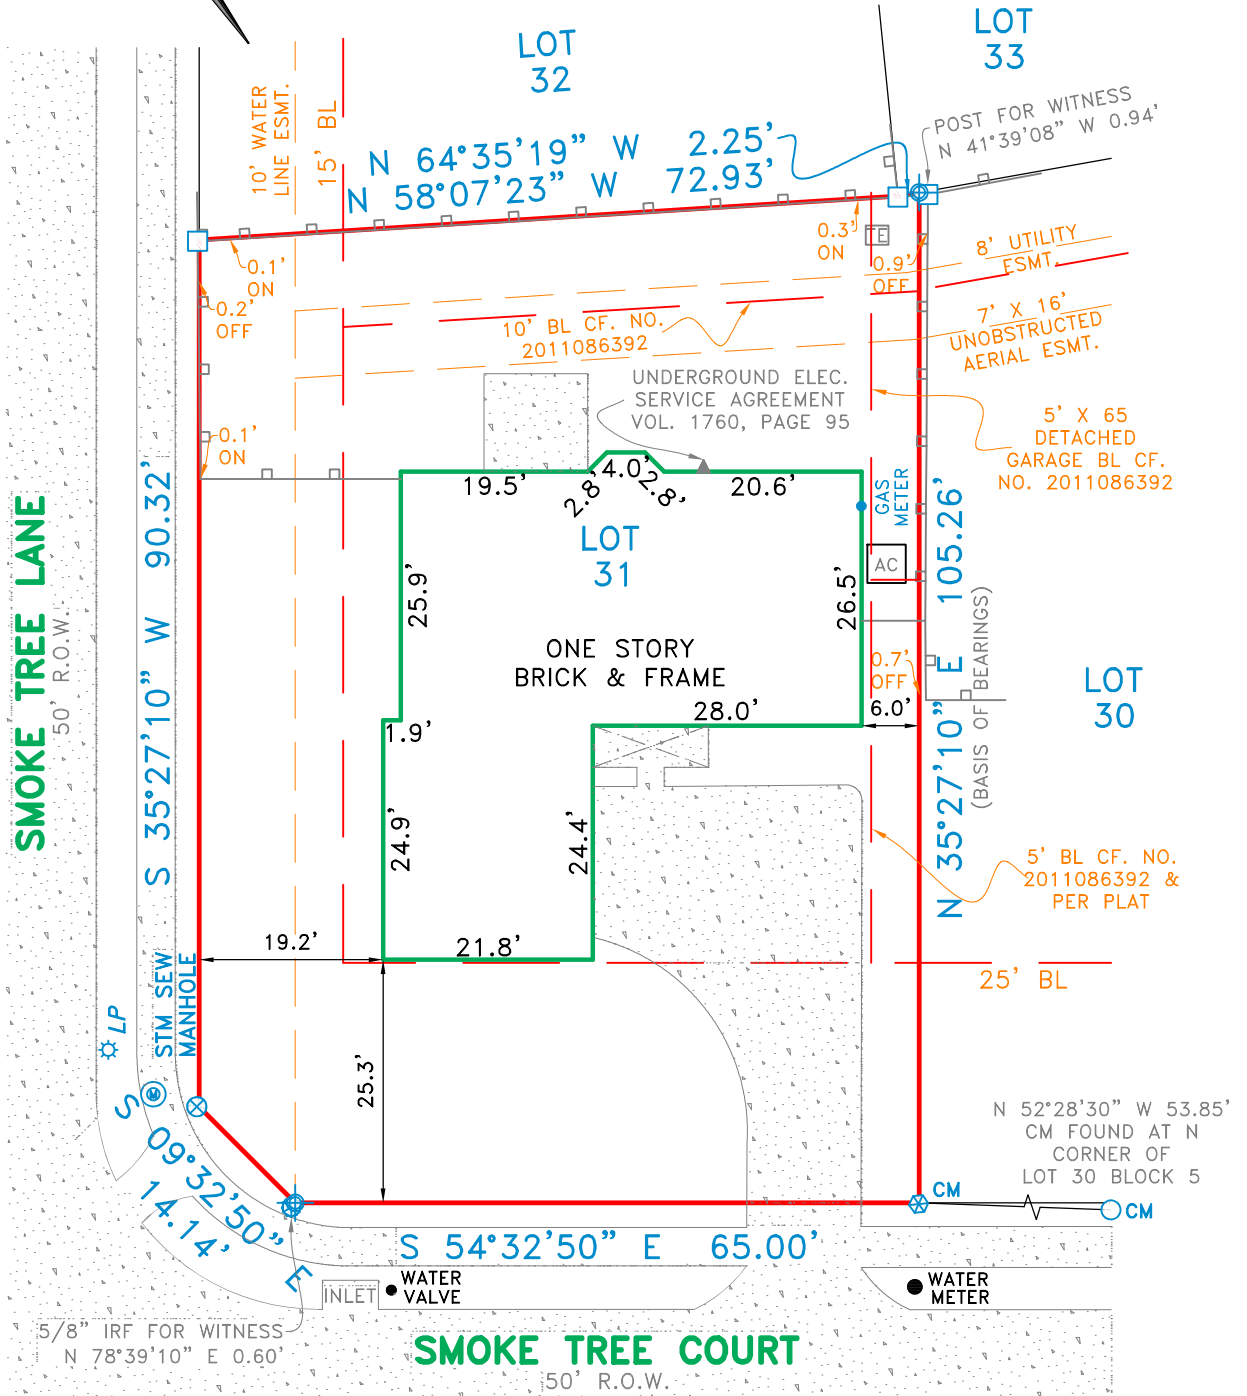 LOT
32
LOT
33
10' WATER
LINE ESMT.
15' BL
POST FOR WITNESS
N 41°39'08" W 0.94'
N 64°35'19" W 2.25'
N 58°07'23" W 72.93'
0.1'
ON
0.2'
OFF
0.3'
ON
TE
0.9'
OFF
8' UTILITY
ESMT.
10' BL CF. NO.
2011086392
7' X 16'
UNOBSTRUCTED
AERIAL ESMT.
UNDERGROUND ELEC.
SERVICE AGREEMENT
VOL. 1760, PAGE 95
5' X 65
DETACHED
GARAGE BL CF.
NO. 2011086392
0.1'
ON
19.5'
2.8'
4.0'
2.8'
20.6'
GAS
METER
LOT
31
AC
25.9'
26.5'
ONE STORY
BRICK & FRAME
0.7'
OFF
6.0'
28.0'
1.9'
LOT
30
SMOKE TREE LANE
50' R.O.W.
S 35°27'10" W 90.32'
N 35°27'10" E 105.26'
(BASIS OF BEARINGS)
24.9'
24.4'
5' BL CF. NO.
2011086392 &
PER PLAT
19.2'
21.8'
25' BL
STM SEW
MANHOLE
LP
M
25.3'
S 09°32'50" E
14.14'
N 52°28'30" W 53.85'
CM FOUND AT N
CORNER OF
LOT 30 BLOCK 5
CM
CM
S 54°32'50" E 65.00'
INLET
WATER
VALVE
WATER
METER
5/8" IRF FOR WITNESS
N 78°39'10" E 0.60'
SMOKE TREE COURT
50' R.O.W.